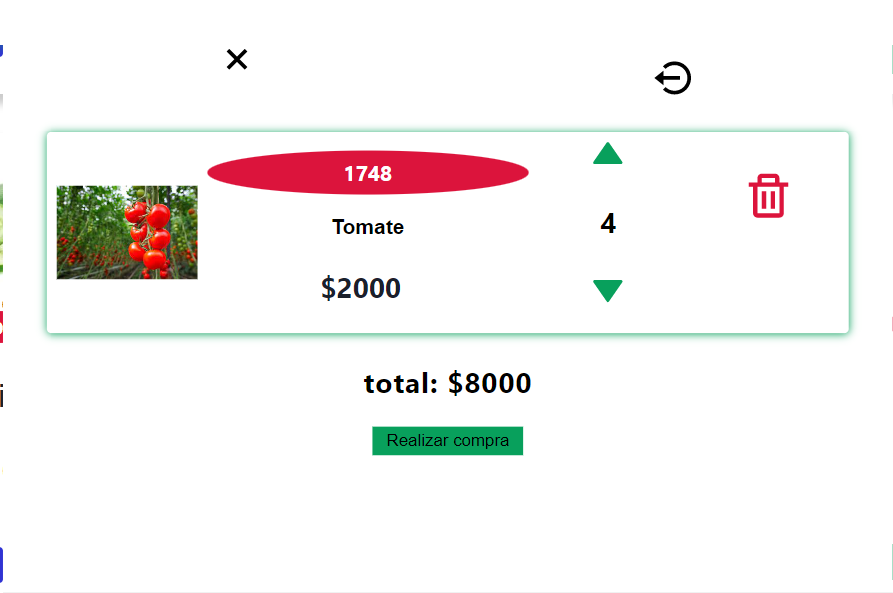 1748
Tomate
$2000
4
total: $8000
Realizar compra